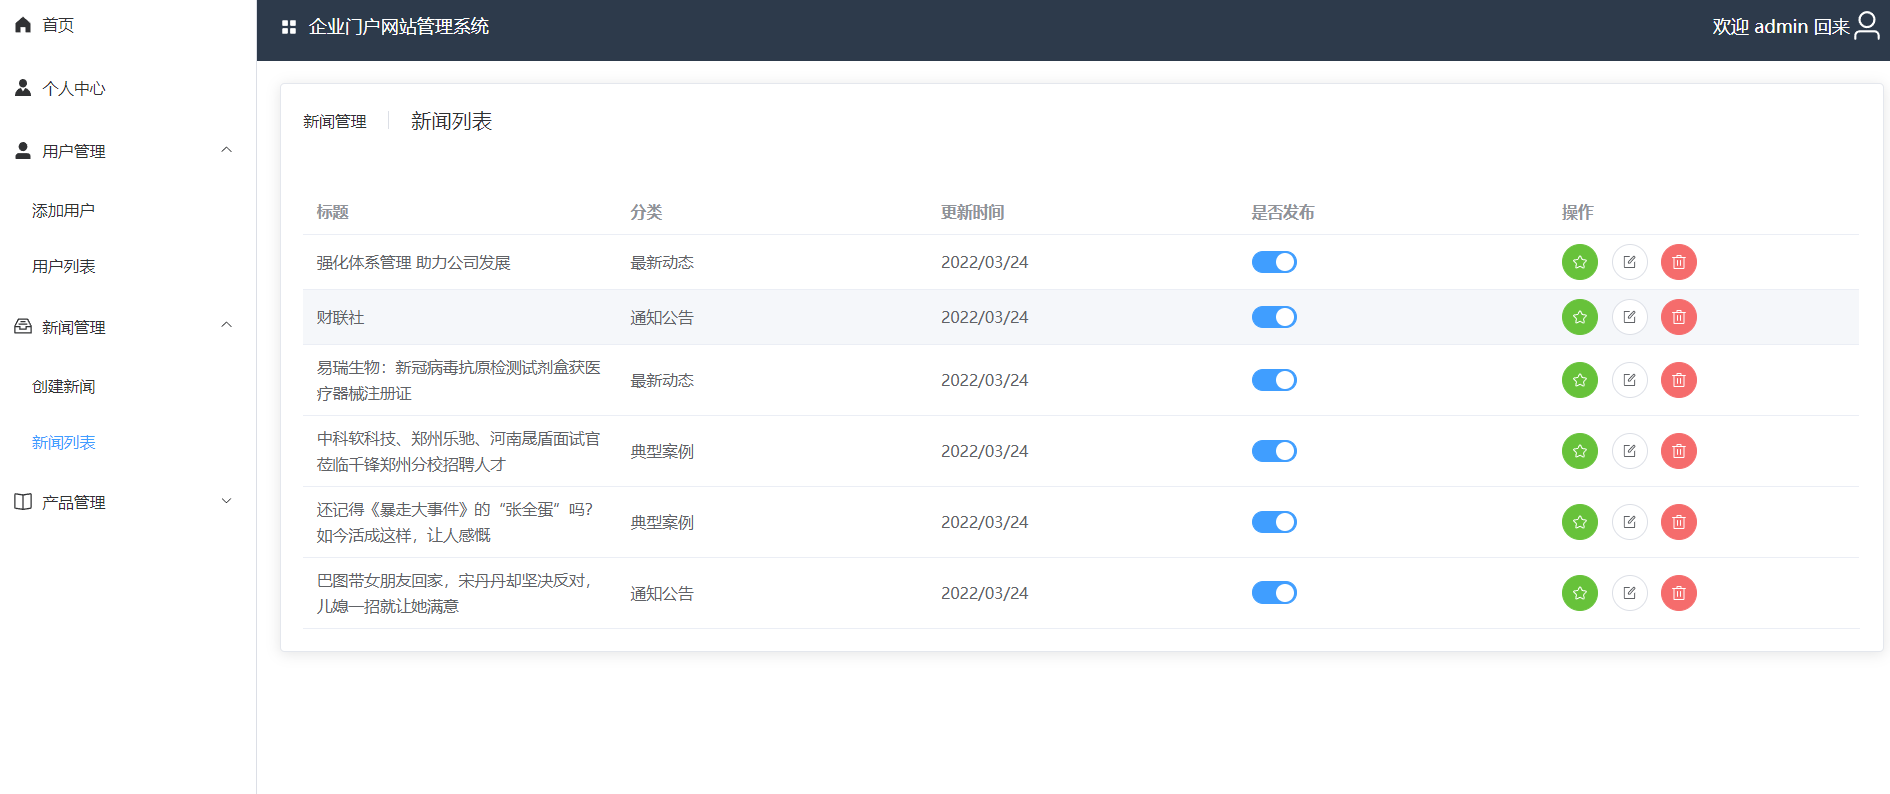 首页
个人中心
用户管理
添加用户
用户列表
新闻管理
创建新闻
新闻列表
产品管理
企业门户网站管理系统
欢迎 admin 回来
新闻管理
新闻列表
标题 分类 更新时间 是否发布 操作
强化体系管理 助力公司发展 最新动态 2022/03/24
财联社 通知公告 2022/03/24
易瑞生物：新冠病毒抗原检测试剂盒获医
疗器械注册证
最新动态 2022/03/24
中科软科技、郑州乐驰、河南晟盾面试官
莅临千锋郑州分校招聘人才
典型案例 2022/03/24
还记得《暴走大事件》的“张全蛋”吗？
如今活成这样，让人感慨
典型案例 2022/03/24
巴图带女朋友回家，宋丹丹却坚决反对，
儿媳一招就让她满意
通知公告 2022/03/24